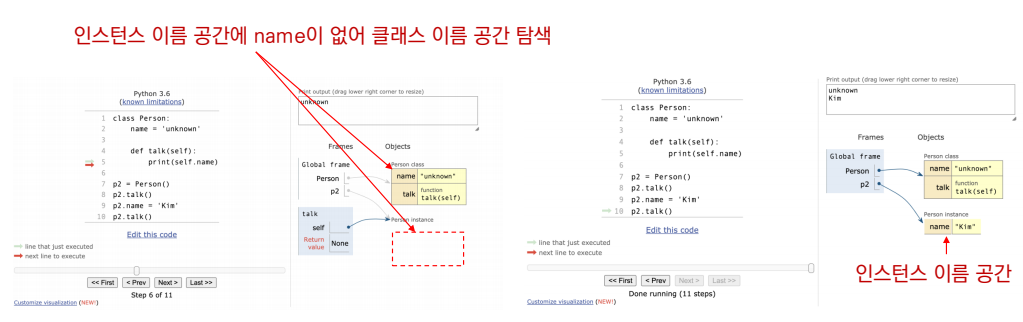 인스턴스 이름 공간에 name이 없어 클래스 이름 공간 탐색
Python 3.6
(known limitations)
1 class Person:
2 name = 'unknown'
3
4 def talk(self):
5 print(self.name)
6
7 p2 = Person()
8 p2.talk()
9 p2.name = 'Kim'
10 p2.talk()
Edit this code
line that just executed
next line to execute
<< First < Prev Next > Last >>
Step 6 of 11
Customize visualization (NEW!)
Print output (drag lower right corner to resize)
unknown
Frames Objects
Global frame
Person
p2
talk
self
Return value None
Person class
name "unknown"
talk function talk(self)
Person instance
Python 3.6
(known limitations)
1 class Person:
2 name = 'unknown'
3
4 def talk(self):
5 print(self.name)
6
7 p2 = Person()
8 p2.talk()
9 p2.name = 'Kim'
10 p2.talk()
Edit this code
line that just executed
next line to execute
<< First < Prev Next > Last >>
Done running (11 steps)
Customize visualization (NEW!)
Print output (drag lower right corner to resize)
unknown
Kim
Frames Objects
Global frame
Person
p2
Person class
name "unknown"
talk function talk(self)
Person instance
name "Kim"
인스턴스 이름 공간